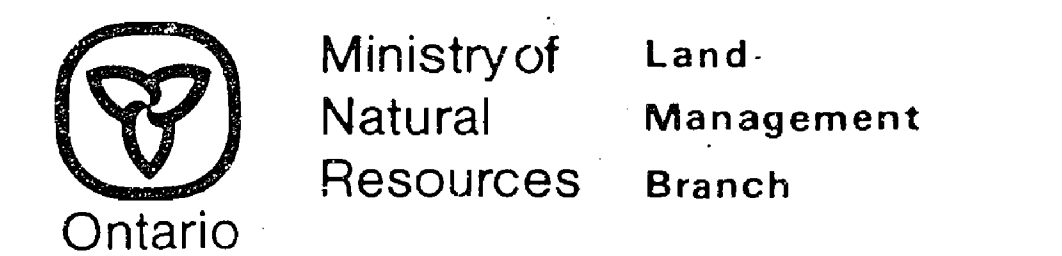 Ministry of
Natural
Resources
Land
Management
Branch
Ontario